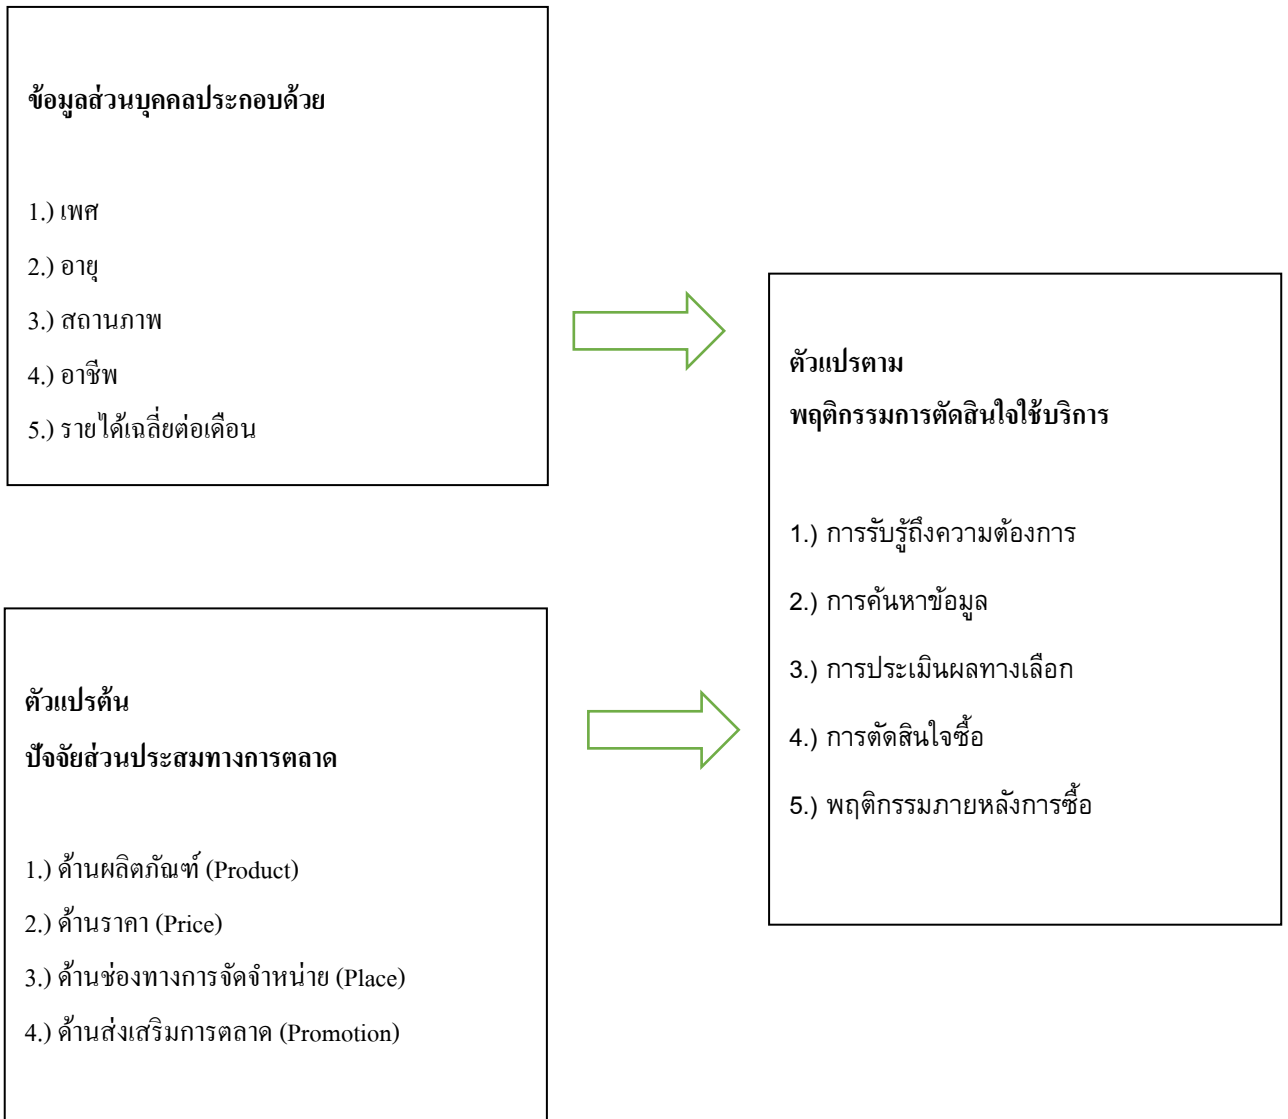 ข้อมูลส่วนบุคคลประกอบด้วย
1.) เพศ
2.) อายุ
3.) สถานภาพ
4.) อาชีพ
5.) รายได้เฉลี่ยต่อเดือน
ตัวแปรต้น
ปัจจัยส่วนประสมทางการตลาด
1.) ด้านผลิตภัณฑ์ (Product)
2.) ด้านราคา (Price)
3.) ด้านช่องทางการจัดจำหน่าย (Place)
4.) ด้านส่งเสริมการตลาด (Promotion)
ตัวแปรตาม
พฤติกรรมการตัดสินใจใช้บริการ
1.) การรับรู้ถึงความต้องการ
2.) การค้นหาข้อมูล
3.) การประเมินผลทางเลือก
4.) การตัดสินใจซื้อ
5.) พฤติกรรมภายหลังการซื้อ